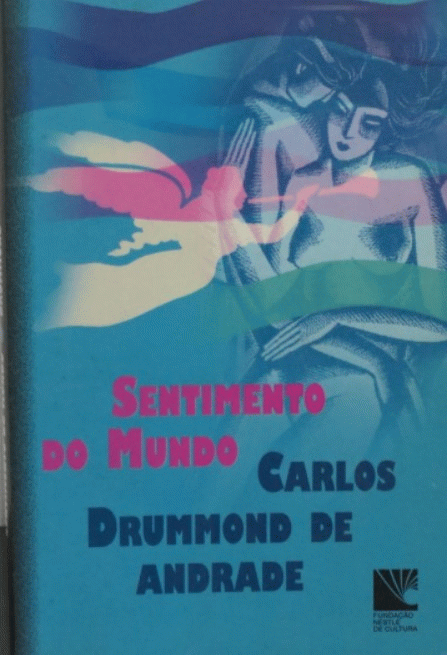 SENTIMENTO
DO MUNDO
CARLOS
DRUMMOND DE
ANDRADE
FUNDAÇÃO
NESTLÉ
DE CULTURA